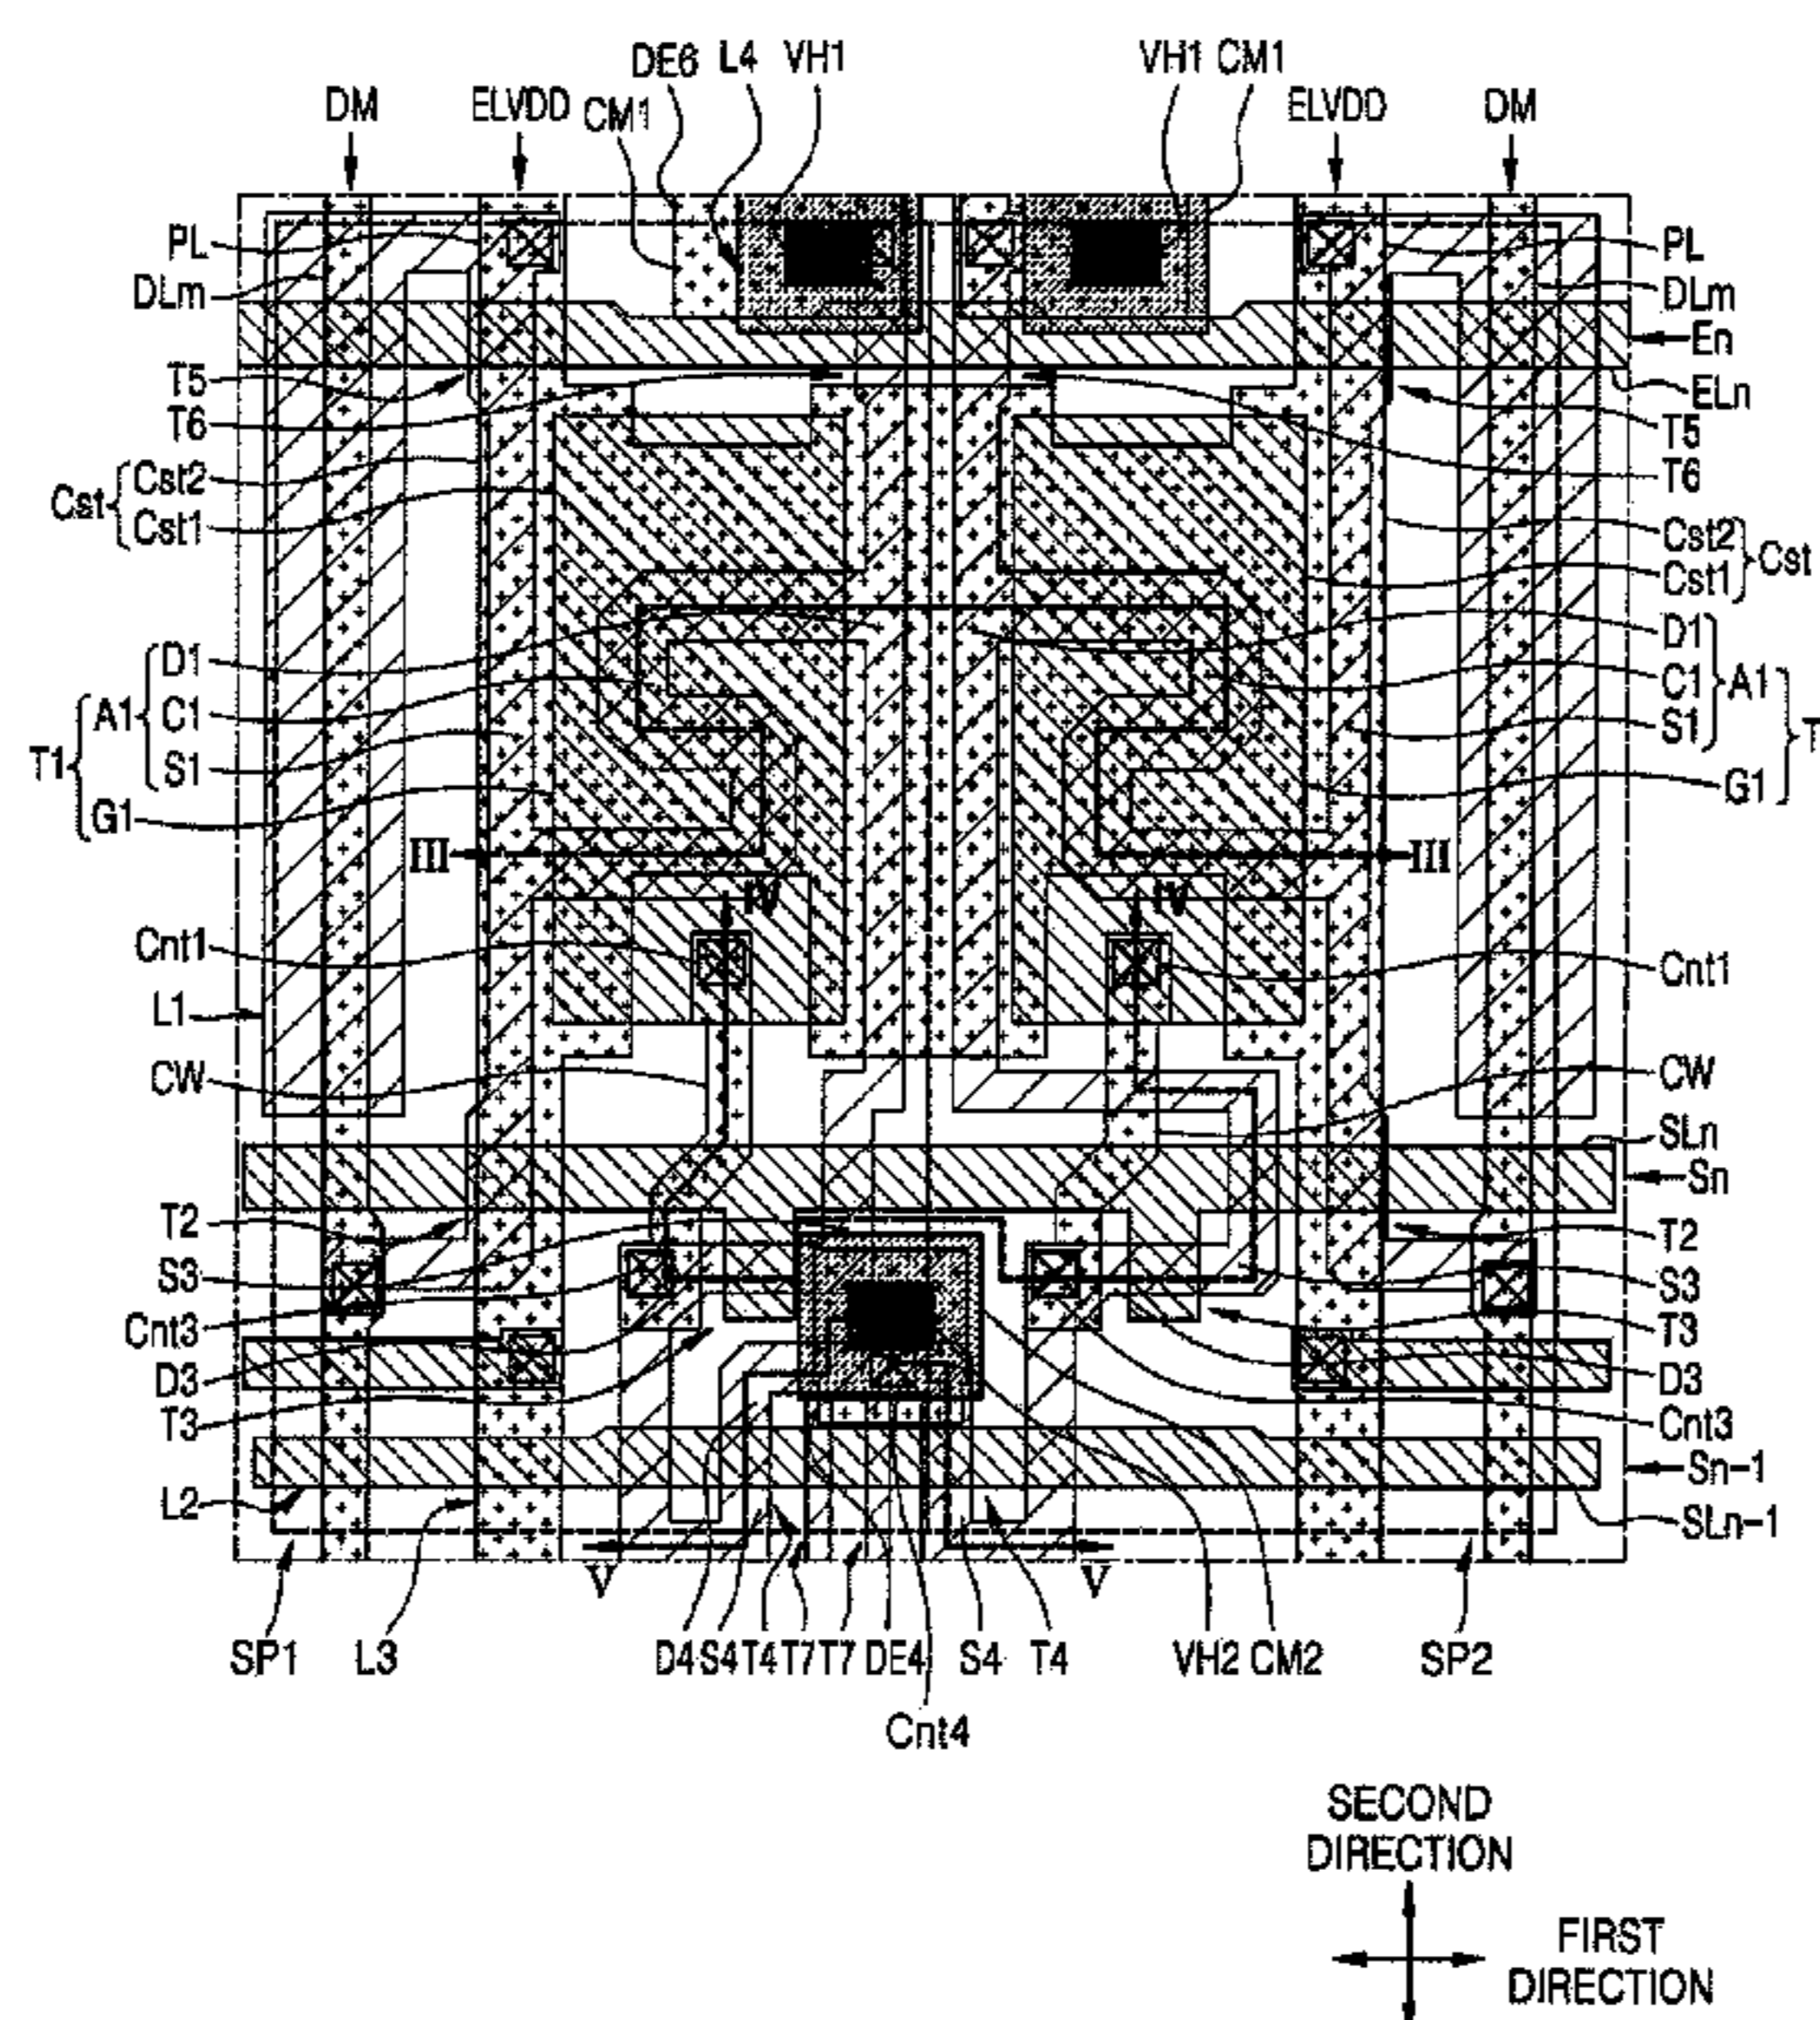 DE6 L4 VH1 VH1 CM1
DM ELVDD CM1 ELVDD DM
PL PL
DLm DLm
En
T5 ELn
T6 T5
Cst2 T6
Cst Cst2
Cst1 Cst
Cst1
D1 D1
A1 C1 C1 A1
T1 S1 S1 T
G1 G1
III III
IV IV
Cnt1 Cnt1
L1
CW CW
SLn
Sn
T2 T2
S3 S3
Cnt3 T3
D3 D3
T3 Cnt3
Sn-1
L2 SLn-1
V V
SP1 L3 D4 S4 T4 T7 T7 DE4 S4 T4 VH2 CM2 SP2
Cnt4
SECOND
DIRECTION
FIRST
DIRECTION